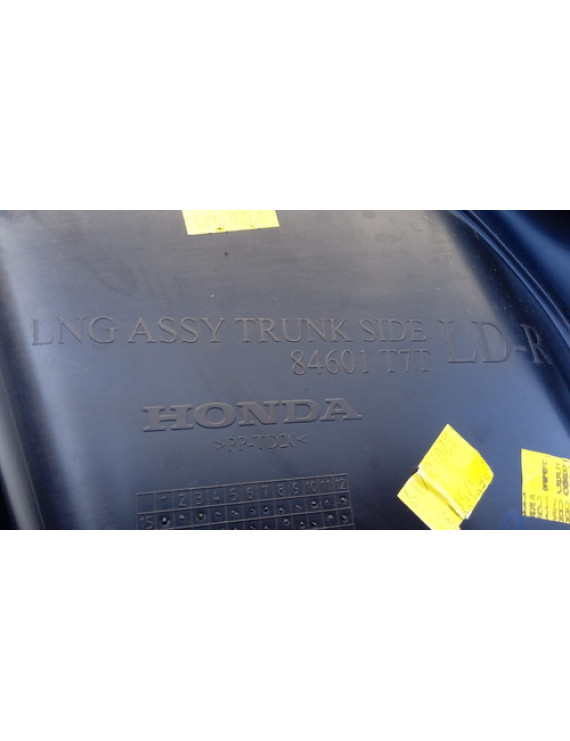 LNG ASSY TRUNK SIDE LD-R
84601 T7T
HONDA
>PP-TD20<
1 2 3 4 5 6 7 8 9 10 11 12
15